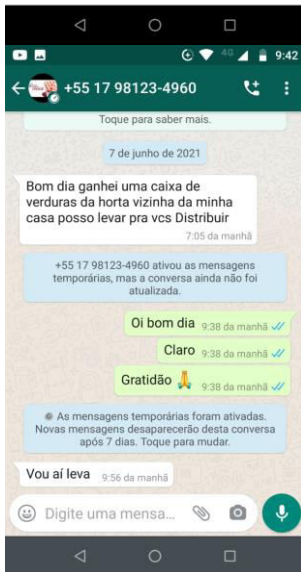 4G 9:42
+55 17 98123-4960
Toque para saber mais.
7 de junho de 2021
Bom dia ganhei uma caixa de
verduras da horta vizinha da minha
casa posso levar pra vcs Distribuir
7:05 da manhã
+55 17 98123-4960 ativou as mensagens
temporárias, mas a conversa ainda não foi
atualizada.
Oi bom dia 9:38 da manhã
Claro 9:38 da manhã
Gratidão 🙏 9:38 da manhã
As mensagens temporárias foram ativadas.
Novas mensagens desaparecerão desta conversa
após 7 dias. Toque para mudar.
Vou aí leva 9:56 da manhã
Digite uma mensa...